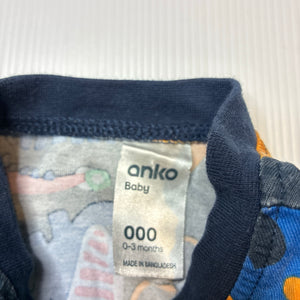 anko
Baby
000
0-3 months
MADE IN BANGLADESH